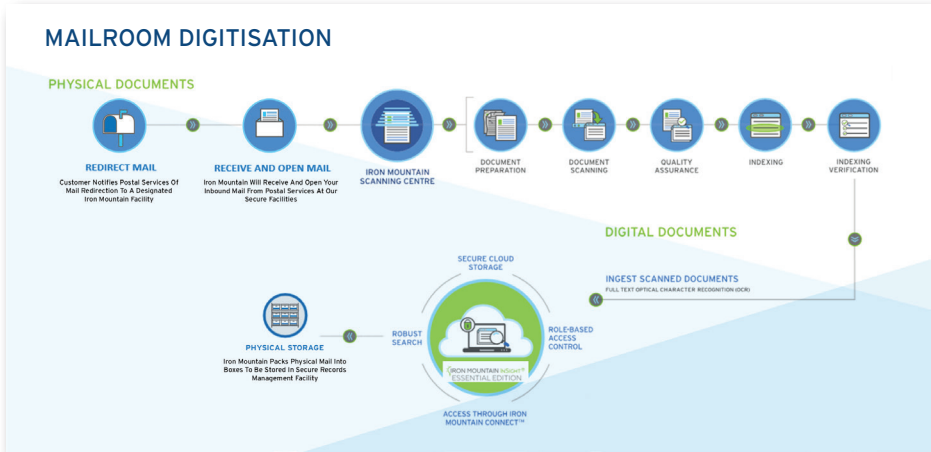 MAILROOM DIGITISATION
PHYSICAL DOCUMENTS
REDIRECT MAIL
Customer Notifies Postal Services Of
Mail Redirection To A Designated
Iron Mountain Facility
RECEIVE AND OPEN MAIL
Iron Mountain Will Receive And Open Your
Inbound Mail From Postal Services At Our
Secure Facilities
IRON MOUNTAIN
SCANNING CENTRE
DOCUMENT
PREPARATION
DOCUMENT
SCANNING
QUALITY
ASSURANCE
INDEXING
INDEXING
VERIFICATION
DIGITAL DOCUMENTS
INGEST SCANNED DOCUMENTS
FULL TEXT OPTICAL CHARACTER RECOGNITION (OCR)
SECURE CLOUD
STORAGE
ROLE-BASED
ACCESS
CONTROL
ROBUST
SEARCH
IRON MOUNTAIN InSight®
ESSENTIAL EDITION
ACCESS THROUGH IRON
MOUNTAIN CONNECT™
PHYSICAL STORAGE
Iron Mountain Packs Physical Mail Into
Boxes To Be Stored In Secure Records
Management Facility